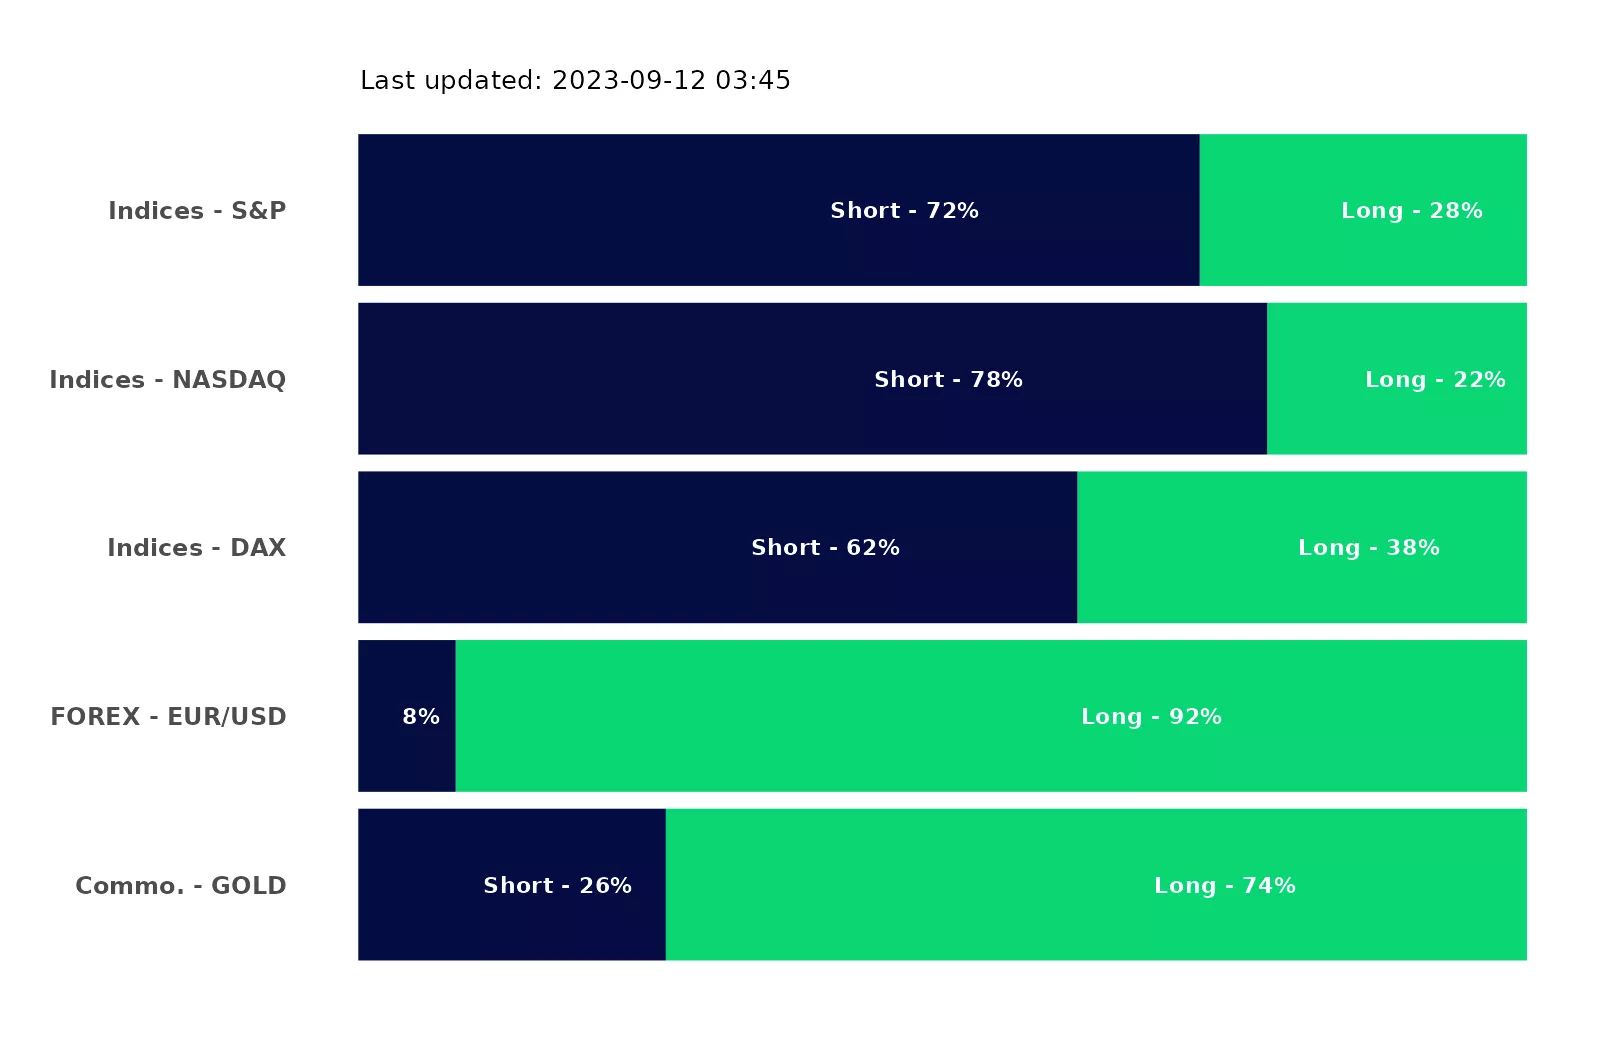 Last updated: 2023-09-12 03:45
Indices - S&P
Short - 72%
Long - 28%
Indices - NASDAQ
Short - 78%
Long - 22%
Indices - DAX
Short - 62%
Long - 38%
FOREX - EUR/USD
8%
Long - 92%
Commo. - GOLD
Short - 26%
Long - 74%